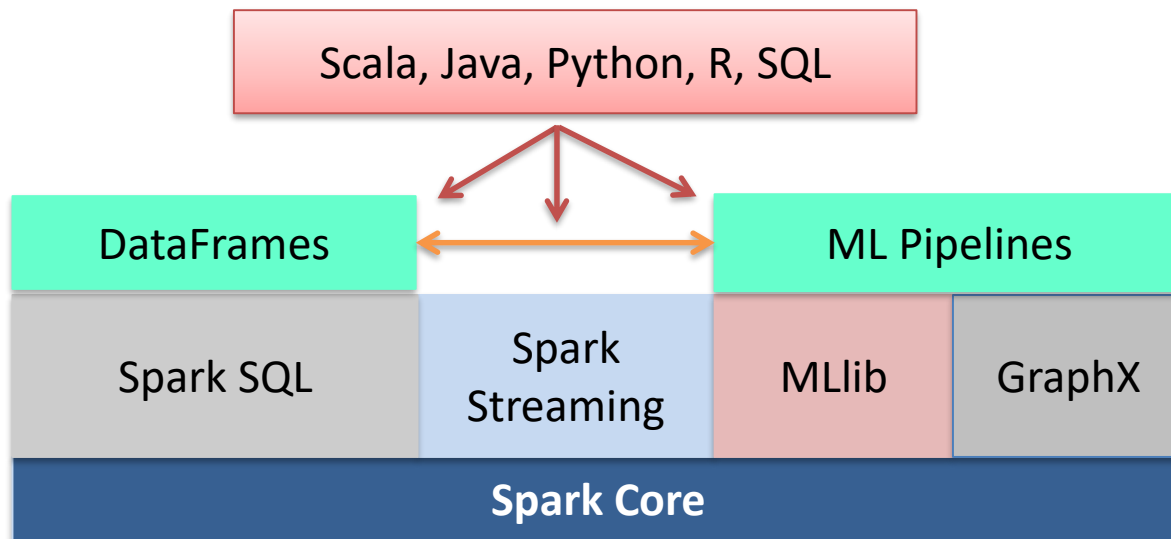 Scala, Java, Python, R, SQL
DataFrames
ML Pipelines
Spark SQL
Spark
Streaming
MLlib
GraphX
Spark Core